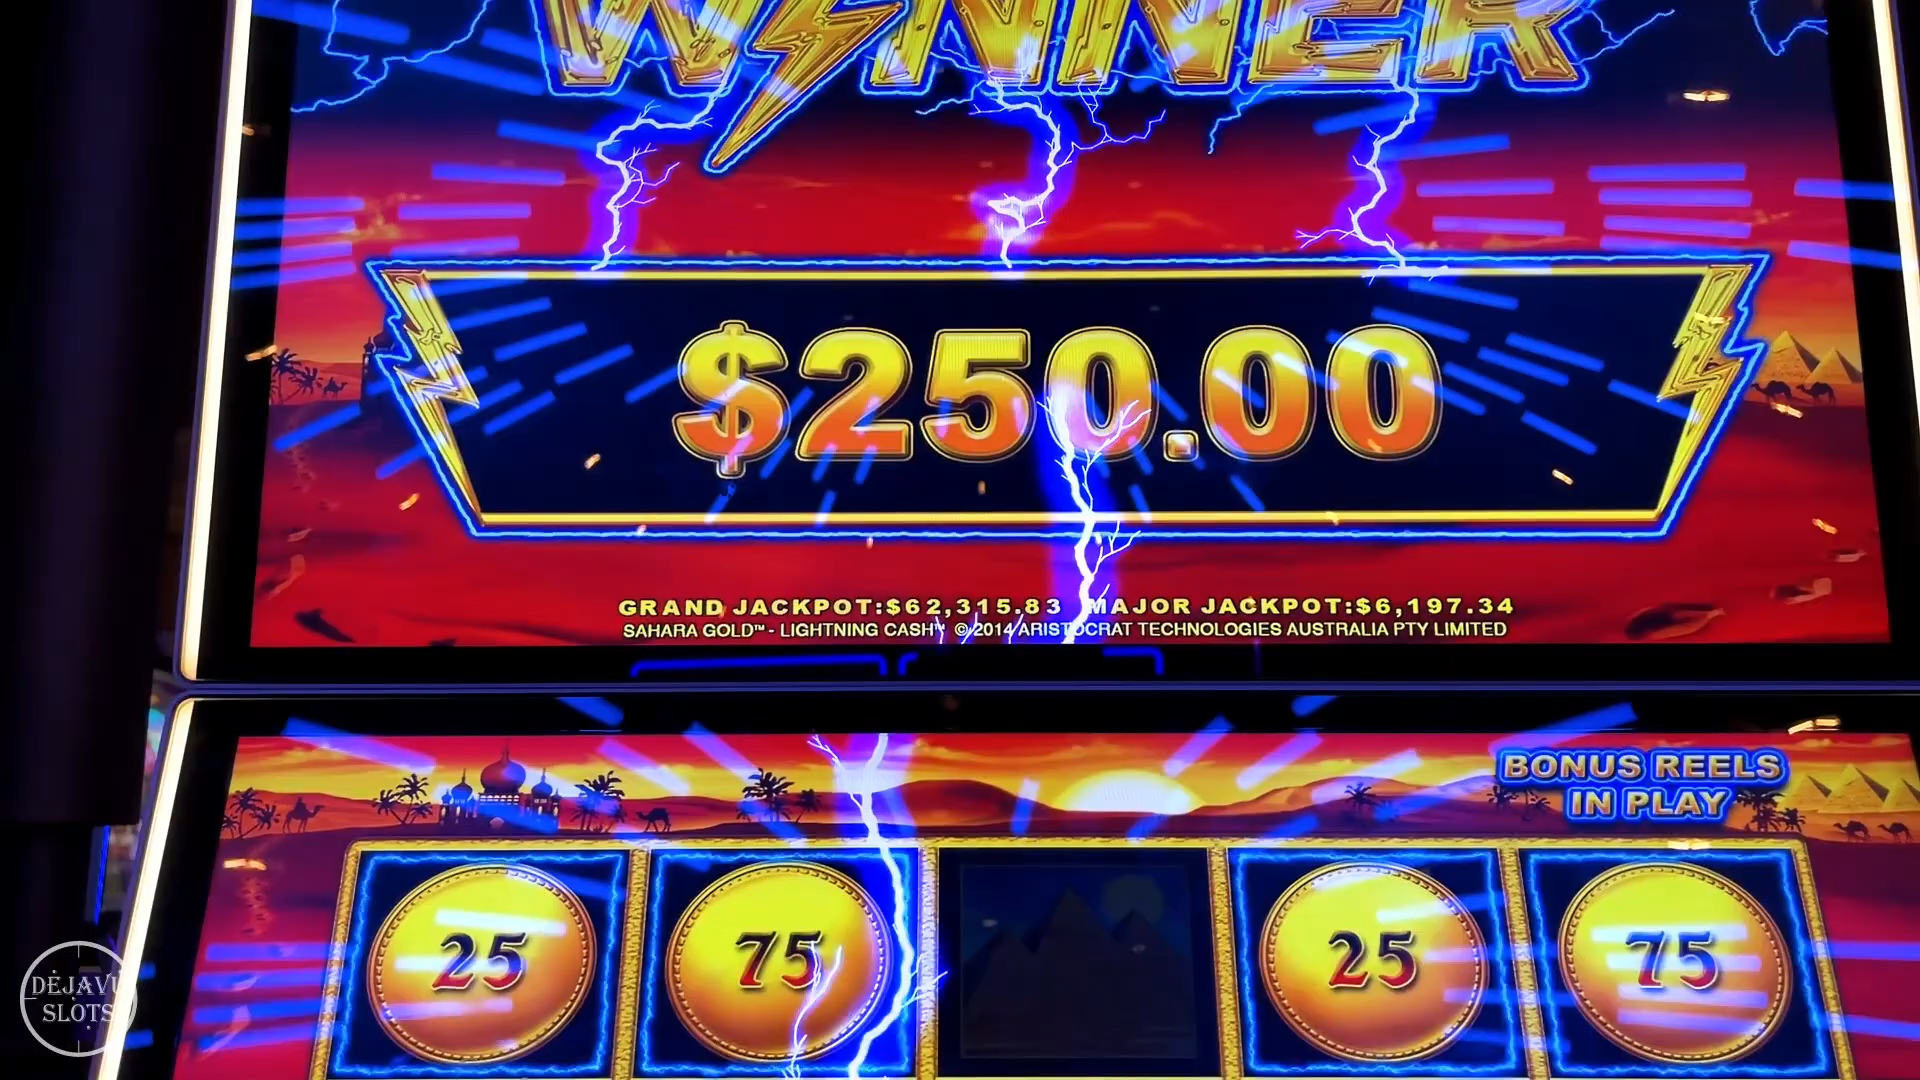 WINNER
$250.00
GRAND JACKPOT:$62,315.83 MAJOR JACKPOT:$6,197.34
SAHARA GOLD™ - LIGHTNING CASH™ ©2014 ARISTOCRAT TECHNOLOGIES AUSTRALIA PTY LIMITED
BONUS REELS
IN PLAY
25 75 25 75
DĖJAVU
SLOTS